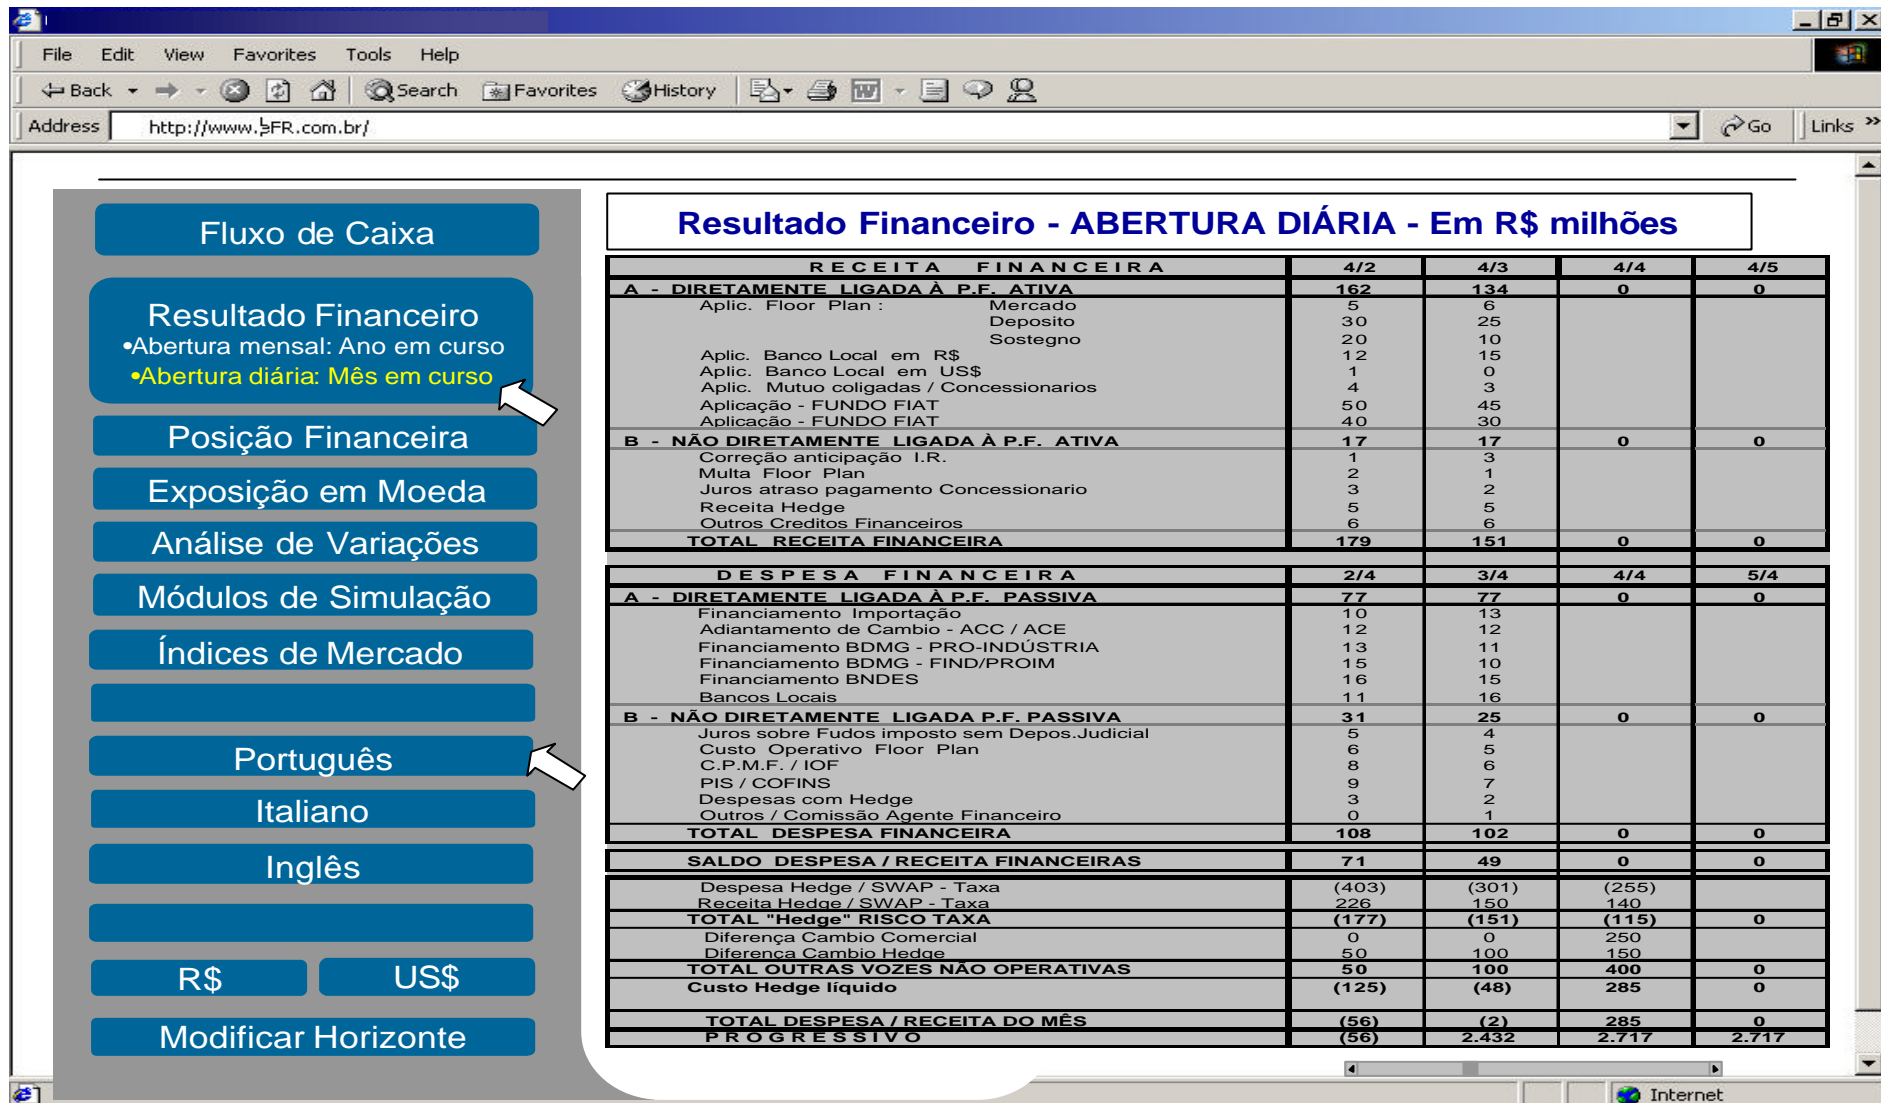 File Edit View Favorites Tools Help
Back Search Favorites History
Address http://www. FR.com.br/ Go Links »
Fluxo de Caixa
Resultado Financeiro
•Abertura mensal: Ano em curso
•Abertura diária: Mês em curso
Posição Financeira
Exposição em Moeda
Análise de Variações
Módulos de Simulação
Índices de Mercado
Português
Italiano
Inglês
R$ US$
Modificar Horizonte
Resultado Financeiro - ABERTURA DIÁRIA - Em R$ milhões
RECEITA FINANCEIRA 4/2 4/3 4/4 4/5
A - DIRETAMENTE LIGADA À P.F. ATIVA 162 134 0 0
Aplic. Floor Plan : Mercado 5 6
Deposito 30 25
Sostegno 20 10
Aplic. Banco Local em R$ 12 15
Aplic. Banco Local em US$ 1 0
Aplic. Mutuo coligadas / Concessionarios 4 3
Aplicação - FUNDO FIAT 50 45
Aplicação - FUNDO FIAT 40 30
B - NÃO DIRETAMENTE LIGADA À P.F. ATIVA 17 17 0 0
Correção anticipação I.R. 1 3
Multa Floor Plan 2 1
Juros atraso pagamento Concessionario 3 2
Receita Hedge 5 5
Outros Creditos Financeiros 6 6
TOTAL RECEITA FINANCEIRA 179 151 0 0
DESPESA FINANCEIRA 2/4 3/4 4/4 5/4
A - DIRETAMENTE LIGADA À P.F. PASSIVA 77 77 0 0
Financiamento Importação 10 13
Adiantamento de Cambio - ACC / ACE 12 12
Financiamento BDMG - PRO-INDÚSTRIA 13 11
Financiamento BDMG - FIND/PROIM 15 10
Financiamento BNDES 16 15
Bancos Locais 11 16
B - NÃO DIRETAMENTE LIGADA P.F. PASSIVA 31 25 0 0
Juros sobre Fudos imposto sem Depos.Judicial 5 4
Custo Operativo Floor Plan 6 5
C.P.M.F. / IOF 8 6
PIS / COFINS 9 7
Despesas com Hedge 3 2
Outros / Comissão Agente Financeiro 0 1
TOTAL DESPESA FINANCEIRA 108 102 0 0
SALDO DESPESA / RECEITA FINANCEIRAS 71 49 0 0
Despesa Hedge / SWAP - Taxa (403) (301) (255)
Receita Hedge / SWAP - Taxa 226 150 140
TOTAL "Hedge" RISCO TAXA (177) (151) (115) 0
Diferença Cambio Comercial 0 0 250
Diferença Cambio Hedge 50 100 150
TOTAL OUTRAS VOZES NÃO OPERATIVAS 50 100 400 0
Custo Hedge líquido (125) (48) 285 0
TOTAL DESPESA / RECEITA DO MÊS (56) (2) 285 0
PROGRESSIVO (56) 2.432 2.717 2.717
Internet